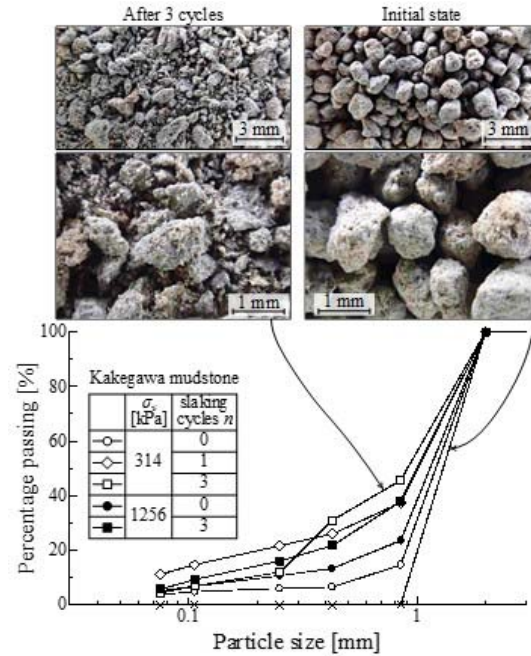 After 3 cycles
Initial state
3 mm
3 mm
1 mm
1 mm
Percentage passing [%]
100
80
60
40
20
0
Kakegawa mudstone
σc [kPa] slaking cycles n
314 0
1
3
1256 0
3
0.1 1
Particle size [mm]